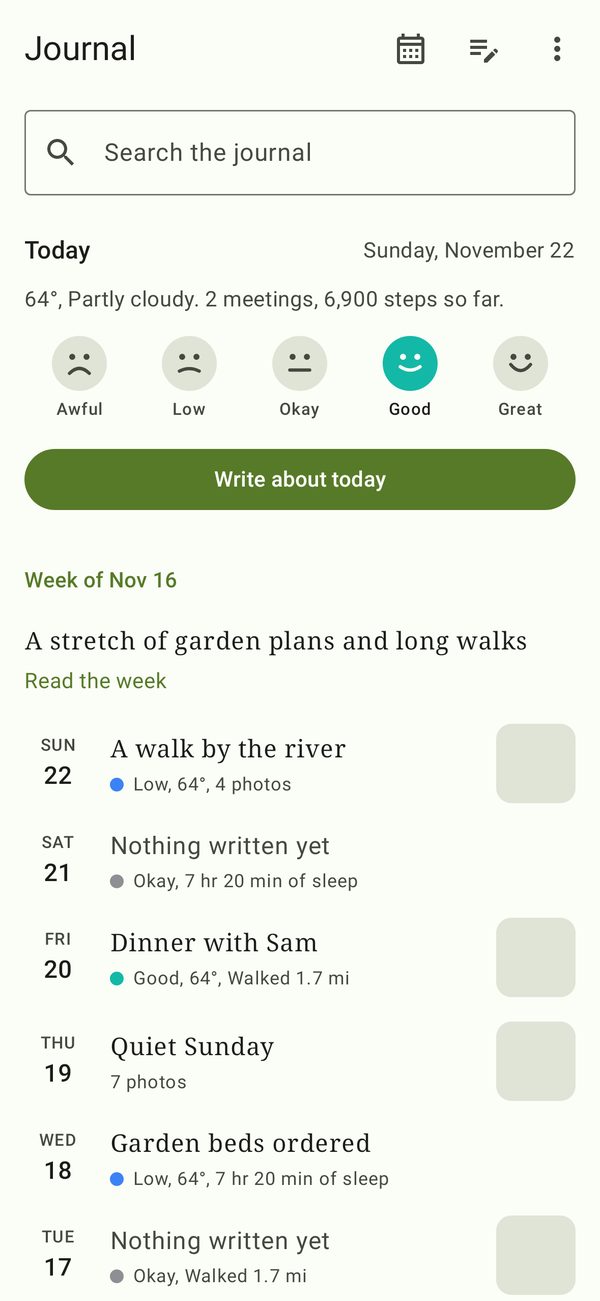 Journal
Search the journal
Today
Sunday, November 22
64°, Partly cloudy. 2 meetings, 6,900 steps so far.
Awful
Low
Okay
Good
Great
Write about today
Week of Nov 16
A stretch of garden plans and long walks
Read the week
SUN
22
A walk by the river
Low, 64°, 4 photos
SAT
21
Nothing written yet
Okay, 7 hr 20 min of sleep
FRI
20
Dinner with Sam
Good, 64°, Walked 1.7 mi
THU
19
Quiet Sunday
7 photos
WED
18
Garden beds ordered
Low, 64°, 7 hr 20 min of sleep
TUE
17
Nothing written yet
Okay, Walked 1.7 mi